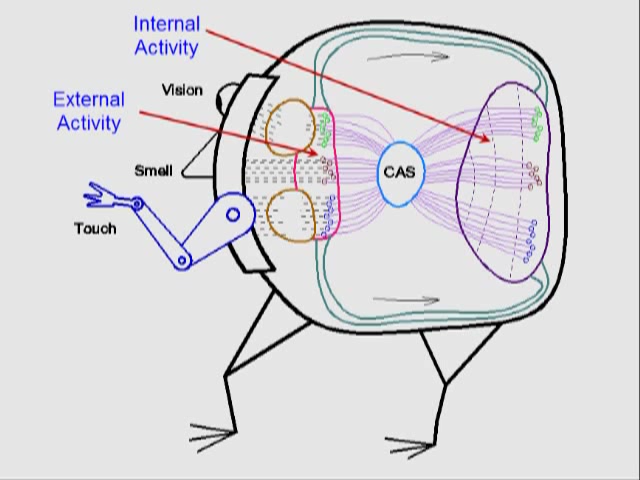 Internal
Activity
Vision
External
Activity
Smell
CAS
Touch